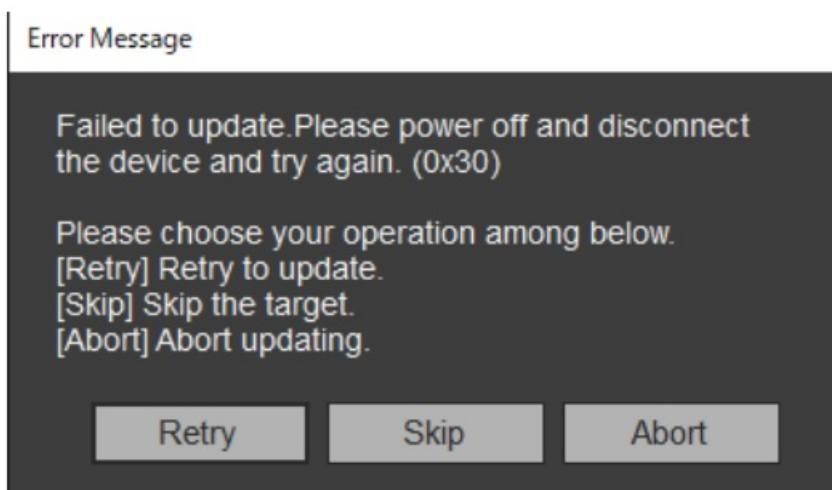 Error Message
Failed to update.Please power off and disconnect
the device and try again. (0x30)
Please choose your operation among below.
[Retry] Retry to update.
[Skip] Skip the target.
[Abort] Abort updating.
Retry
Skip
Abort